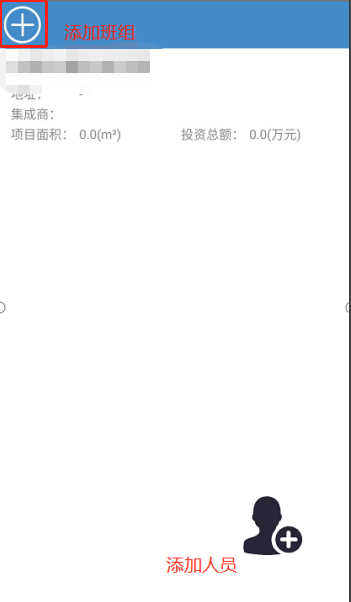 添加班组
地址： -
集成商：
项目面积： 0.0(m²) 投资总额： 0.0(万元)
添加人员